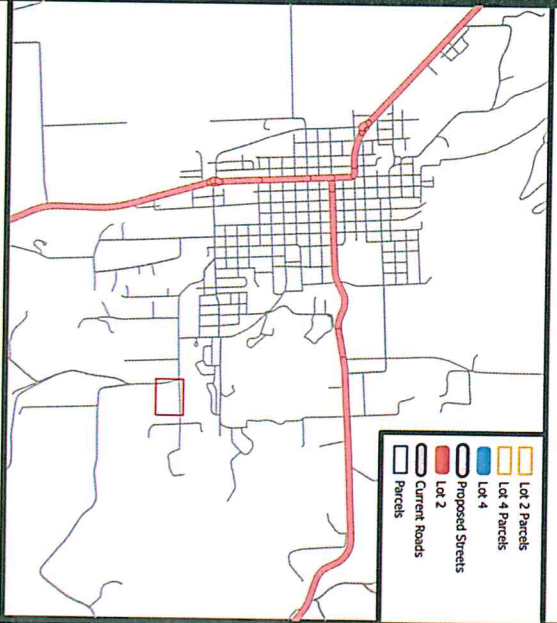 Lot 2 Parcels
Lot 4 Parcels
Lot 4
Proposed Streets
Lot 2
Current Roads
Parcels